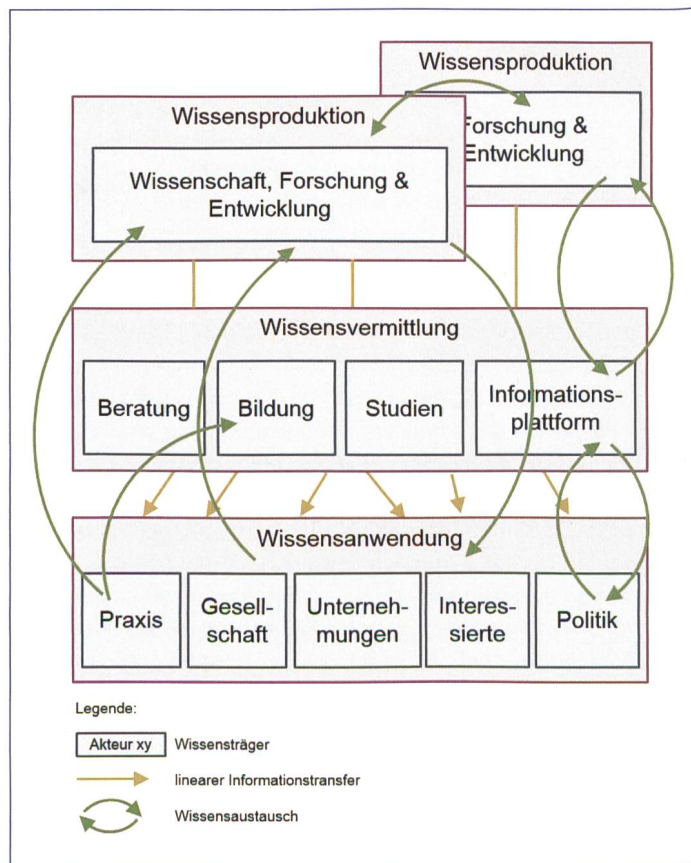 Wissensproduktion
Forschung &
Entwicklung
Wissensproduktion
Wissenschaft, Forschung &
Entwicklung
Wissensvermittlung
Beratung
Bildung
Studien
Informations-
plattform
Wissensanwendung
Praxis
Gesell-
schaft
Unterneh-
mungen
Interes-
sierte
Politik
Legende:
Akteur xy
Wissensträger
linearer Informationstransfer
Wissensaustausch